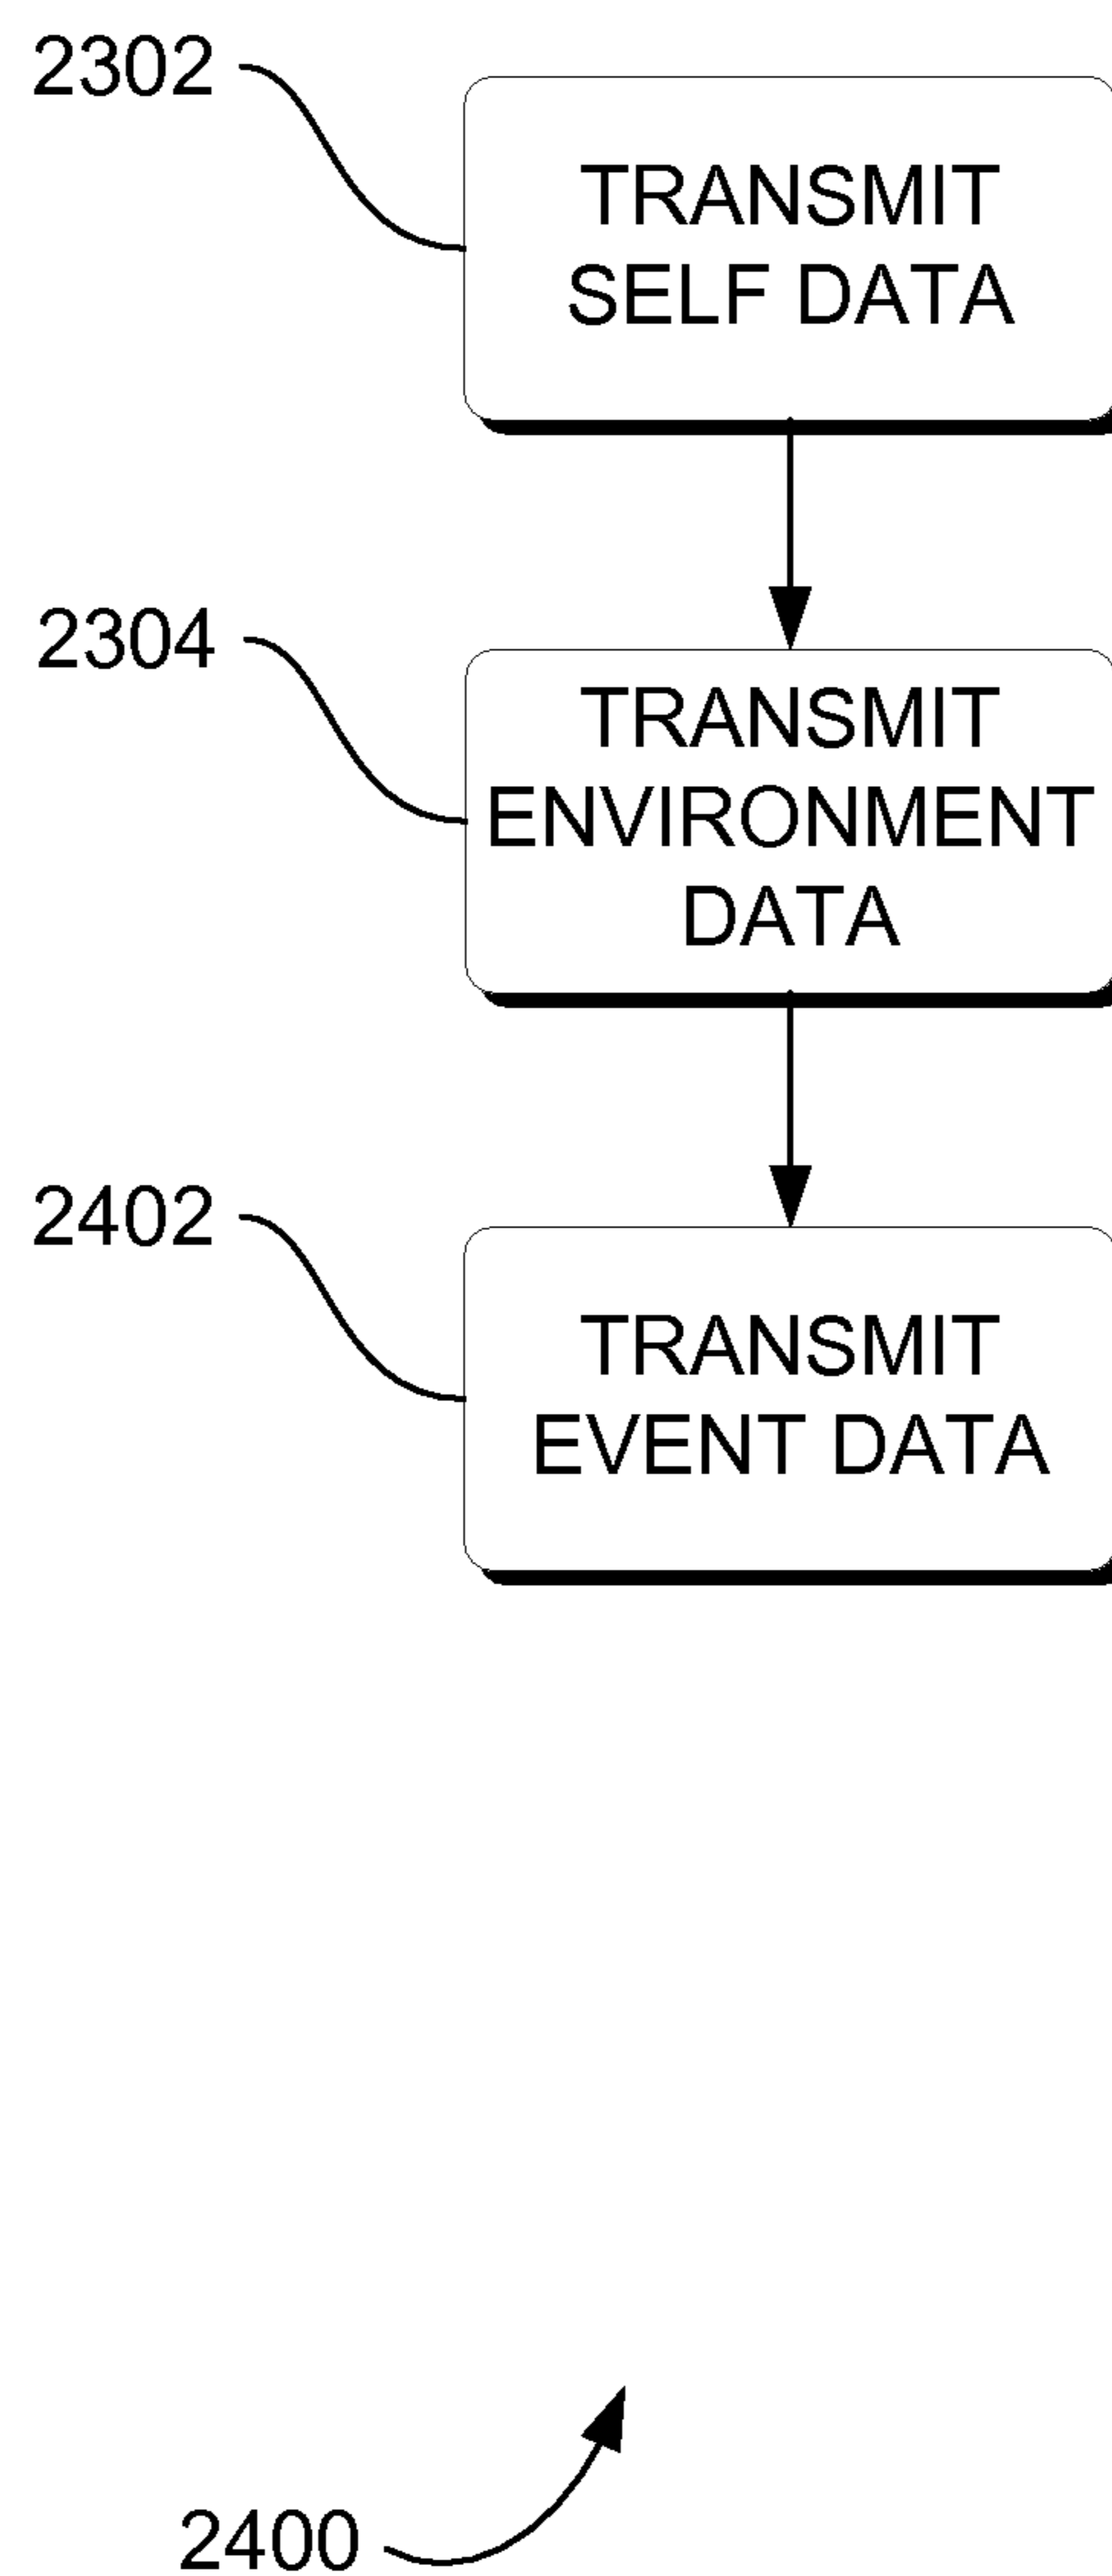 2302
TRANSMIT
SELF DATA
2304
TRANSMIT
ENVIRONMENT
DATA
2402
TRANSMIT
EVENT DATA
2400